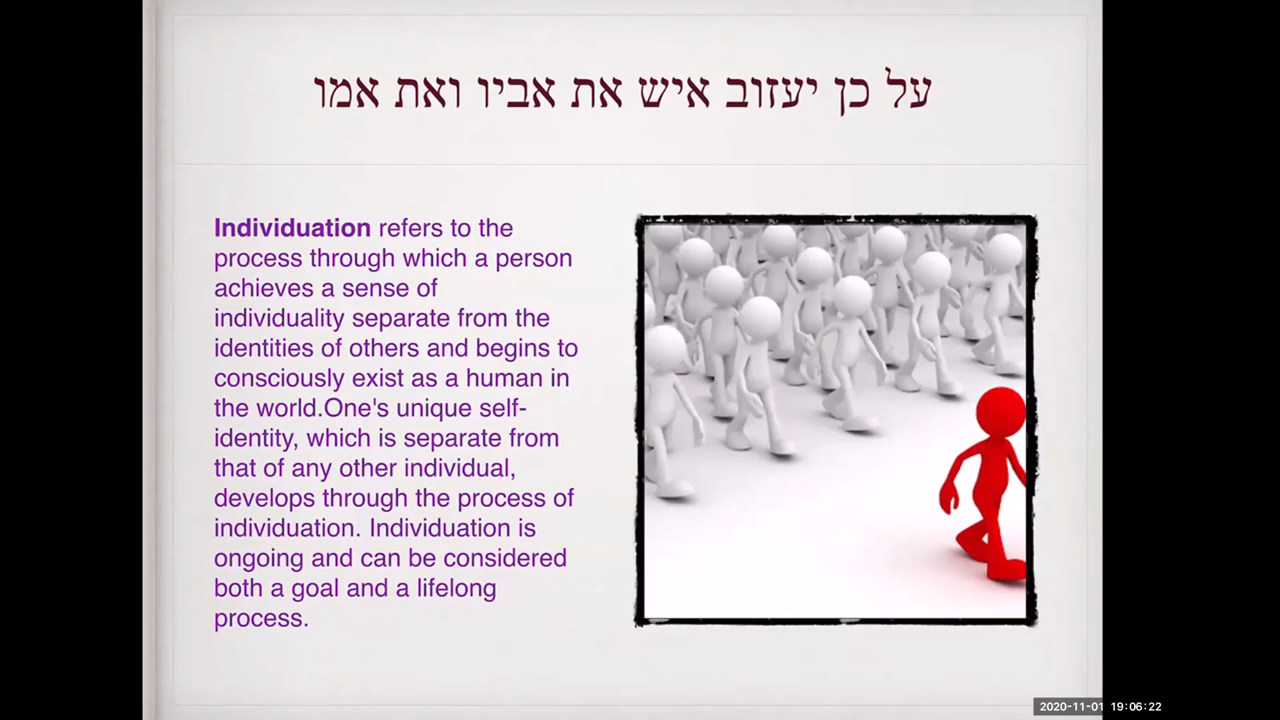 על כן יעזוב איש את אביו ואת אמו
Individuation refers to the
process through which a person
achieves a sense of
individuality separate from the
identities of others and begins to
consciously exist as a human in
the world.One's unique self-
identity, which is separate from
that of any other individual,
develops through the process of
individuation. Individuation is
ongoing and can be considered
both a goal and a lifelong
process.
2020-11-01 19:06:22